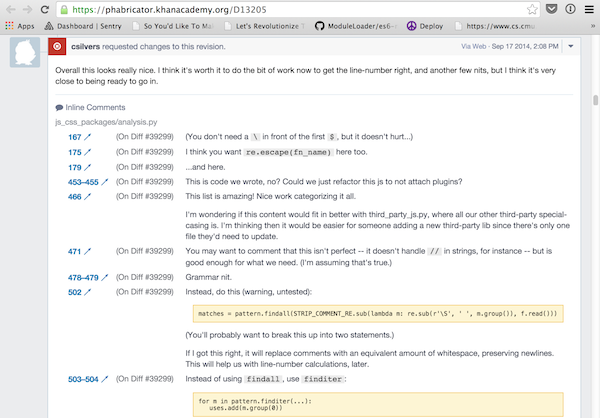 https://phabricator.khanacademy.org/D13205
Apps
Dashboard | Sentry
So You'd Like To Ma
Let's Revolutionize T
ModuleLoader/es6-
Deploy
https://www.cs.cmu
csilvers requested changes to this revision.
Via Web · Sep 17 2014, 2:08 PM
Overall this looks really nice. I think it's worth it to do the bit of work now to get the line-number right, and another few nits, but I think it's very
close to being ready to go in.
Inline Comments
js_css_packages/analysis.py
167 (On Diff #39299) (You don't need a \ in front of the first $, but it doesn't hurt...)
175 (On Diff #39299) I think you want re.escape(fn_name) here too.
179 (On Diff #39299) ...and here.
453–455 (On Diff #39299) This is code we wrote, no? Could we just refactor this js to not attach plugins?
466 (On Diff #39299) This list is amazing! Nice work categorizing it all.
I'm wondering if this content would fit in better with third_party_js.py, where all our other third-party special-
casing is. I'm thinking then it would be easier for someone adding a new third-party lib since there's only one
file they'd need to update.
471 (On Diff #39299) You may want to comment that this isn't perfect -- it doesn't handle // in strings, for instance -- but is
good enough for what we need. (I'm assuming that's true.)
478–479 (On Diff #39299) Grammar nit.
502 (On Diff #39299) Instead, do this (warning, untested):
matches = pattern.findall(STRIP_COMMENT_RE.sub(lambda m: re.sub(r'\S', ' ', m.group()), f.read()))
(You'll probably want to break this up into two statements.)
If I got this right, it will replace comments with an equivalent amount of whitespace, preserving newlines.
This will help us with line-number calculations, later.
503–504 (On Diff #39299) Instead of using findall, use finditer:
for m in pattern.finditer(...):
uses.add(m.group(0))